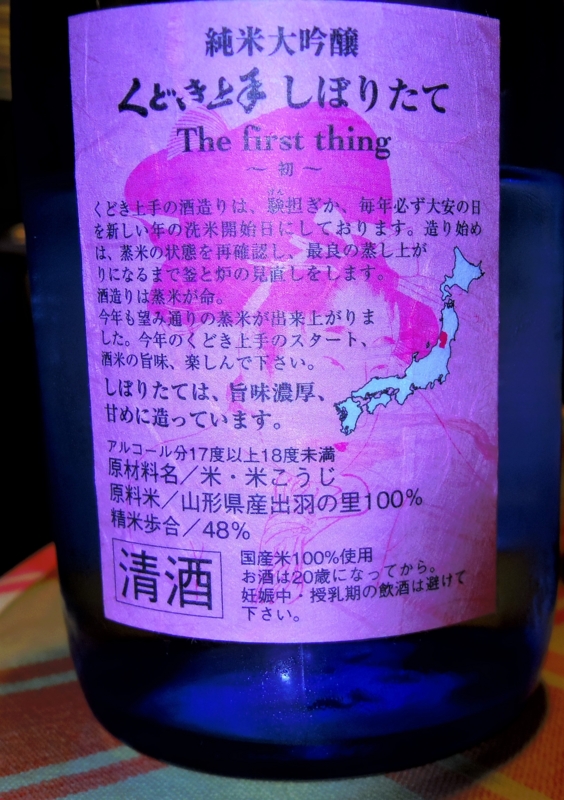 純米大吟醸
くどき上手 しぼりたて
The first thing
～ 初 ～
くどき上手の酒造りは、験担ぎか、毎年必ず大安の日
を新しい年の洗米開始日にしております。造り始め
は、蒸米の状態を再確認し、最良の蒸し上が
りになるまで釜と炉の見直しをします。
酒造りは蒸米が命。
今年も望み通りの蒸米が出来上がりま
した。今年のくどき上手のスタート、
酒米の旨味、楽しんで下さい。
しぼりたては、旨味濃厚、
甘めに造っています。
アルコール分17度以上18度未満
原材料名／米・米こうじ
原料米／山形県産出羽の里100%
精米歩合／48%
清酒
国産米100%使用
お酒は20歳になってから。
妊娠中・授乳期の飲酒は避けて
下さい。